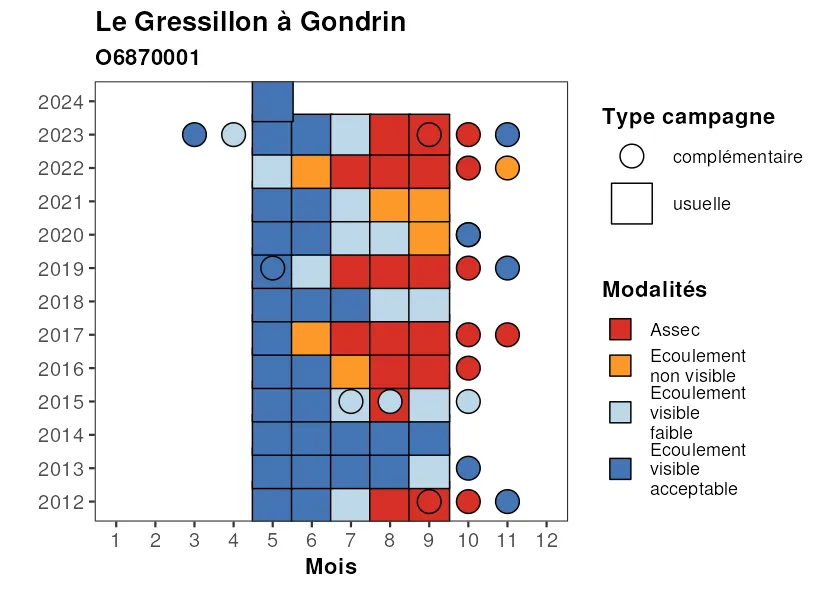 Le Gressillon à Gondrin
O6870001
2024
2023
2022
2021
2020
2019
2018
2017
2016
2015
2014
2013
2012
1 2 3 4 5 6 7 8 9 10 11 12
Mois
Type campagne
complémentaire
usuelle
Modalités
Assec
Ecoulement
non visible
Ecoulement
visible
faible
Ecoulement
visible
acceptable